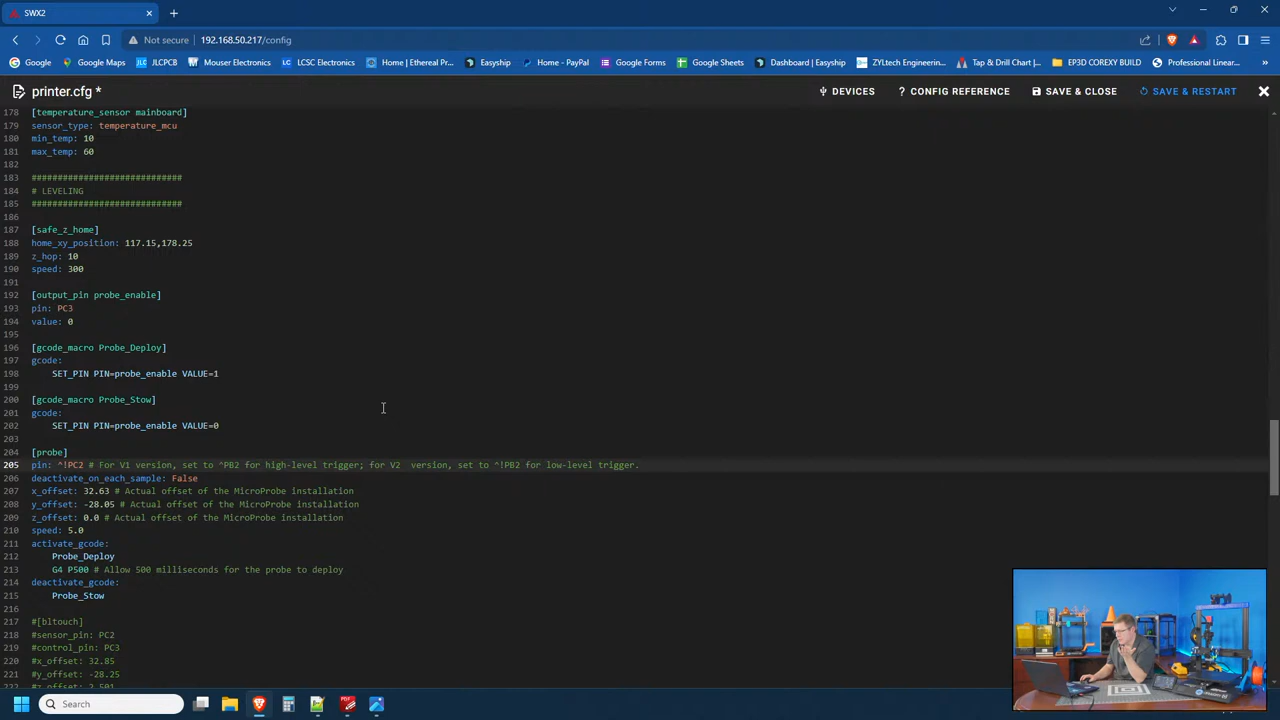 SWX2
Not secure 192.168.50.217/config
Google Google Maps JLCPCB Mouser Electronics LCSC Electronics Home | Ethereal Pr... Easyship Home - PayPal Google Forms Google Sheets Dashboard | Easyship ZYLtech Engineering... Tap & Drill Chart |... EP3D COREXY BUILD Professional Linear...
printer.cfg * DEVICES CONFIG REFERENCE SAVE & CLOSE SAVE & RESTART
178 [temperature_sensor mainboard]
179 sensor_type: temperature_mcu
180 min_temp: 10
181 max_temp: 60
182
183 #############################
184 # LEVELING
185 #############################
186
187 [safe_z_home]
188 home_xy_position: 117.15,178.25
189 z_hop: 10
190 speed: 300
191
192 [output_pin probe_enable]
193 pin: PC3
194 value: 0
195
196 [gcode_macro Probe_Deploy]
197 gcode:
198 SET_PIN PIN=probe_enable VALUE=1
199
200 [gcode_macro Probe_Stow]
201 gcode:
202 SET_PIN PIN=probe_enable VALUE=0
203
204 [probe]
205 pin: ^!PC2 # For V1 version, set to ^PB2 for high-level trigger; for V2 version, set to ^!PB2 for low-level trigger.
206 deactivate_on_each_sample: False
207 x_offset: 32.63 # Actual offset of the MicroProbe installation
208 y_offset: -28.05 # Actual offset of the MicroProbe installation
209 z_offset: 0.0 # Actual offset of the MicroProbe installation
210 speed: 5.0
211 activate_gcode:
212 Probe_Deploy
213 G4 P500 # Allow 500 milliseconds for the probe to deploy
214 deactivate_gcode:
215 Probe_Stow
216
217 #[bltouch]
218 #sensor_pin: PC2
219 #control_pin: PC3
220 #x_offset: 32.85
221 #y_offset: -28.25
222 #z_offset: 2.501
Search